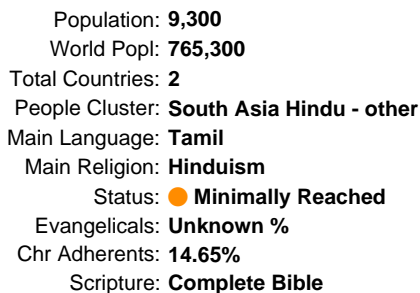 Population: 9,300
World Popl: 765,300
Total Countries: 2
People Cluster: South Asia Hindu - other
Main Language: Tamil
Main Religion: Hinduism
Status: Minimally Reached
Evangelicals: Unknown %
Chr Adherents: 14.65%
Scripture: Complete Bible